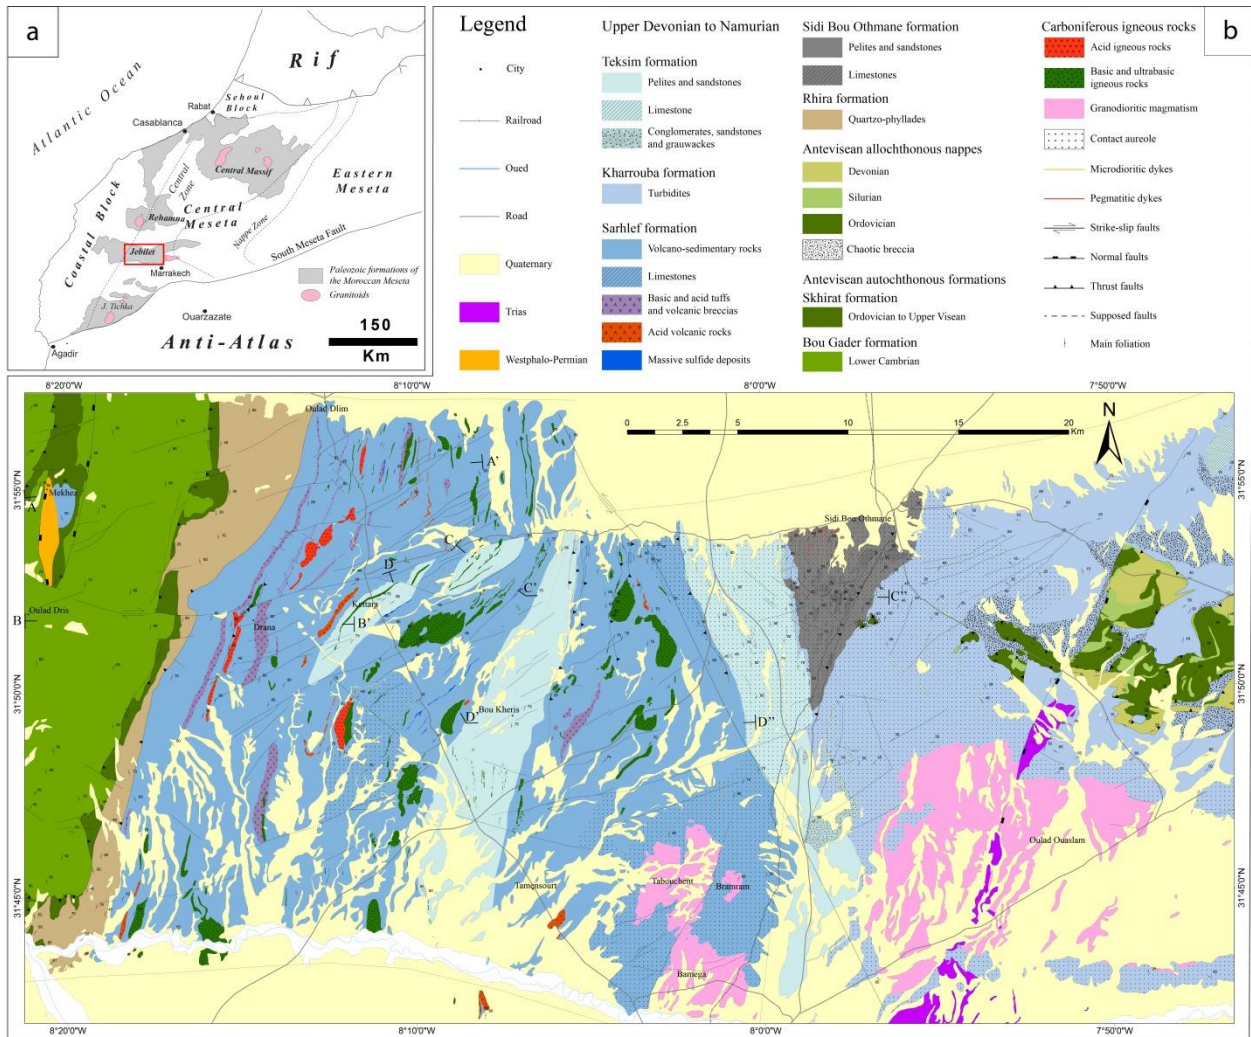 a
Rif
Atlantic Ocean
Sehoul
Block
Rabat
Casablanca
Central Massif
Central
Zone
Eastern
Meseta
Coastal Block
Rehamna
Central
Meseta
Nappe Zone
South Meseta Fault
Jebilet
Marrakech
Paleozoic formations of
the Moroccan Meseta
Granitoids
J. Tichka
Ouarzazate
Anti-Atlas
150
Km
Agadir
b
Legend
City
Railroad
Oued
Road
Quaternary
Trias
Westphalo-Permian
Upper Devonian to Namurian
Teksim formation
Pelites and sandstones
Limestone
Conglomerates, sandstones
and grauwackes
Kharrouba formation
Turbidites
Sarhlef formation
Volcano-sedimentary rocks
Limestones
Basic and acid tuffs
and volcanic breccias
Acid volcanic rocks
Massive sulfide deposits
Sidi Bou Othmane formation
Pelites and sandstones
Limestones
Rhira formation
Quartzo-phyllades
Antevisean allochthonous nappes
Devonian
Silurian
Ordovician
Chaotic breccia
Antevisean autochthonous formations
Skhirat formation
Ordovician to Upper Visean
Bou Gader formation
Lower Cambrian
Carboniferous igneous rocks
Acid igneous rocks
Basic and ultrabasic
igneous rocks
Granodioritic magmatism
Contact aureole
Microdioritic dykes
Pegmatitic dykes
Strike-slip faults
Normal faults
Thrust faults
Supposed faults
Main foliation
8°20'0"W
8°10'0"W
8°0'0"W
7°50'0"W
Oulad Dlim
0
2.5
5
10
15
20
Km
N
31°55'0"N
31°55'0"N
A'
Mekhez
A
Sidi Bou Othmane
C
D
C'
Kettara
C''
Oulad Dris
B
B'
Drana
31°50'0"N
31°50'0"N
Bou Kheris
D'
D''
Oulad Ouaslam
Tamensourt
Tabouchent
Bramram
31°45'0"N
31°45'0"N
Bamega
8°20'0"W
8°10'0"W
8°0'0"W
7°50'0"W